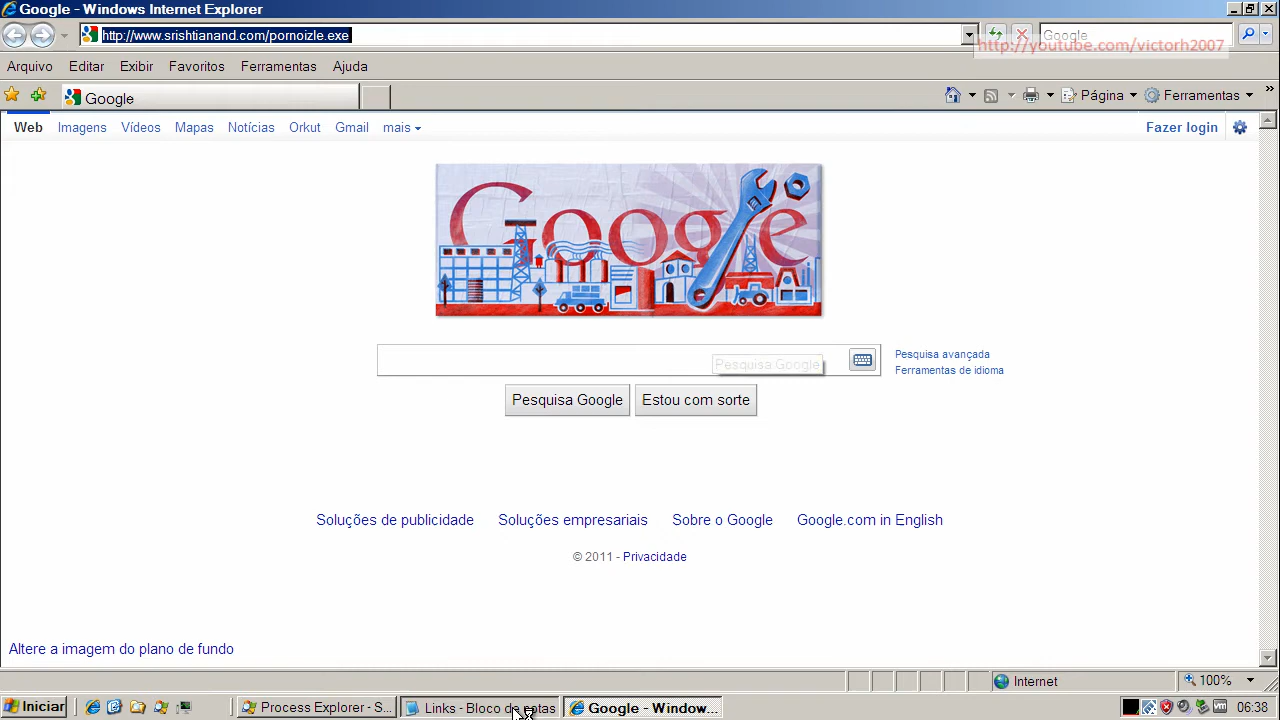 Google - Windows Internet Explorer
http://www.srishtianand.com/pornoizle.exe
Google
http://youtube.com/victorh2007
Arquivo Editar Exibir Favoritos Ferramentas Ajuda
Google
Página Ferramentas
Web Imagens Vídeos Mapas Notícias Orkut Gmail mais
Fazer login
Google
Pesquisa Google
Pesquisa avançada
Ferramentas de idioma
Pesquisa Google Estou com sorte
Soluções de publicidade Soluções empresariais Sobre o Google Google.com in English
© 2011 - Privacidade
Altere a imagem do plano de fundo
Internet 100%
Iniciar Process Explorer - S... Links - Bloco de notas Google - Window... 06:38